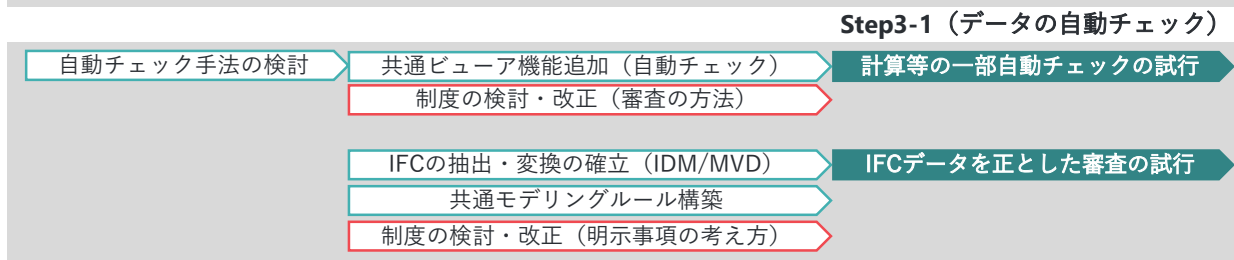 Step3-1（データの自動チェック）
自動チェック手法の検討
共通ビューア機能追加（自動チェック）
計算等の一部自動チェックの試行
制度の検討・改正（審査の方法）
IFCの抽出・変換の確立（IDM/MVD）
IFCデータを正とした審査の試行
共通モデリングルール構築
制度の検討・改正（明示事項の考え方）